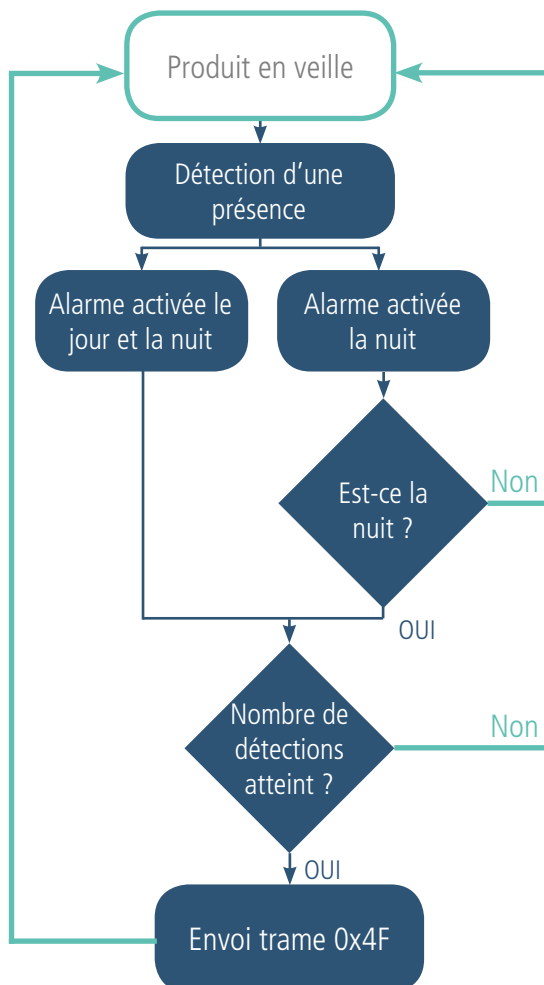 Produit en veille
Détection d’une
présence
Alarme activée le
jour et la nuit
Alarme activée
la nuit
Est-ce la
nuit ?
Non
OUI
Nombre de
détections
atteint ?
Non
OUI
Envoi trame 0x4F